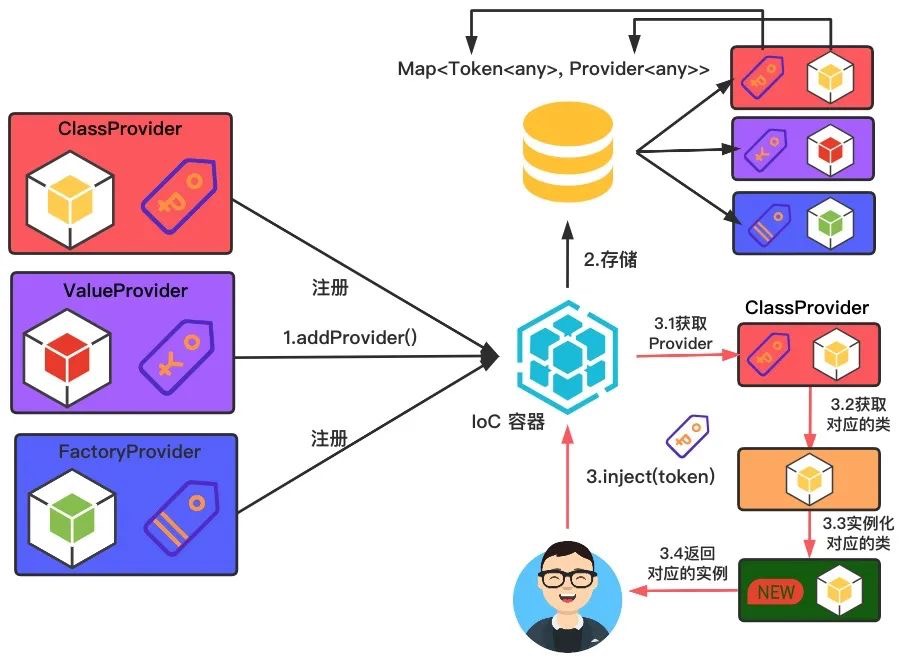 Map<Token<any>, Provider<any>>
ClassProvider
ValueProvider
FactoryProvider
注册
1.addProvider()
注册
2.存储
IoC 容器
3.inject(token)
3.1获取
Provider
ClassProvider
3.2获取
对应的类
3.3实例化
对应的类
NEW
3.4返回
对应的实例